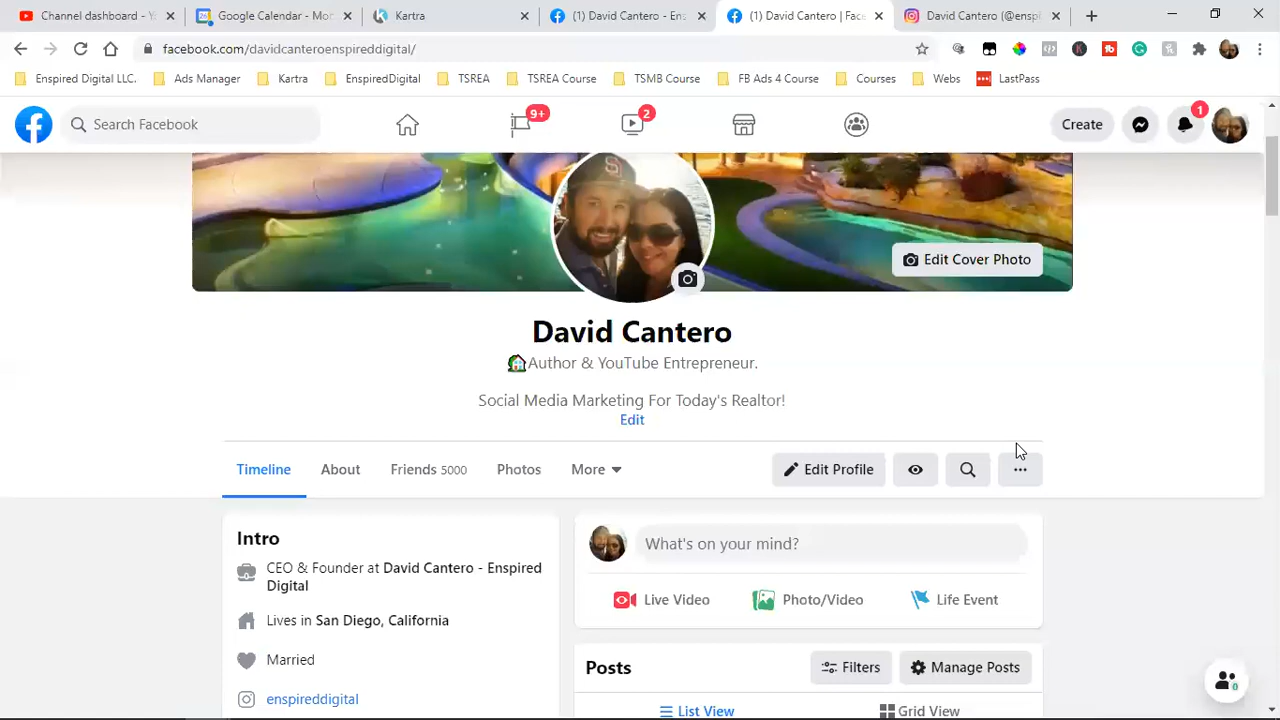 Channel dashboard - Y
Google Calendar - Mo
Kartra
(1) David Cantero - Ens
(1) David Cantero | Fac
David Cantero (@enspi
facebook.com/davidcanteroenspireddigital/
Enspired Digital LLC.
Ads Manager
Kartra
EnspiredDigital
TSREA
TSREA Course
TSMB Course
FB Ads 4 Course
Courses
Webs
LastPass
Search Facebook
9+
2
Create
1
Edit Cover Photo
David Cantero
Author & YouTube Entrepreneur.
Social Media Marketing For Today's Realtor!
Edit
Timeline
About
Friends 5000
Photos
More
Edit Profile
Intro
CEO & Founder at David Cantero - Enspired
Digital
Lives in San Diego, California
Married
enspireddigital
What's on your mind?
Live Video
Photo/Video
Life Event
Posts
Filters
Manage Posts
List View
Grid View
0